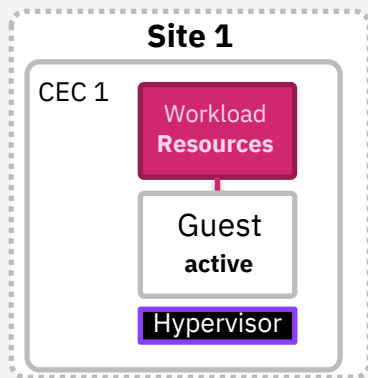 Site 1
CEC 1
Workload
Resources
Guest
active
Hypervisor